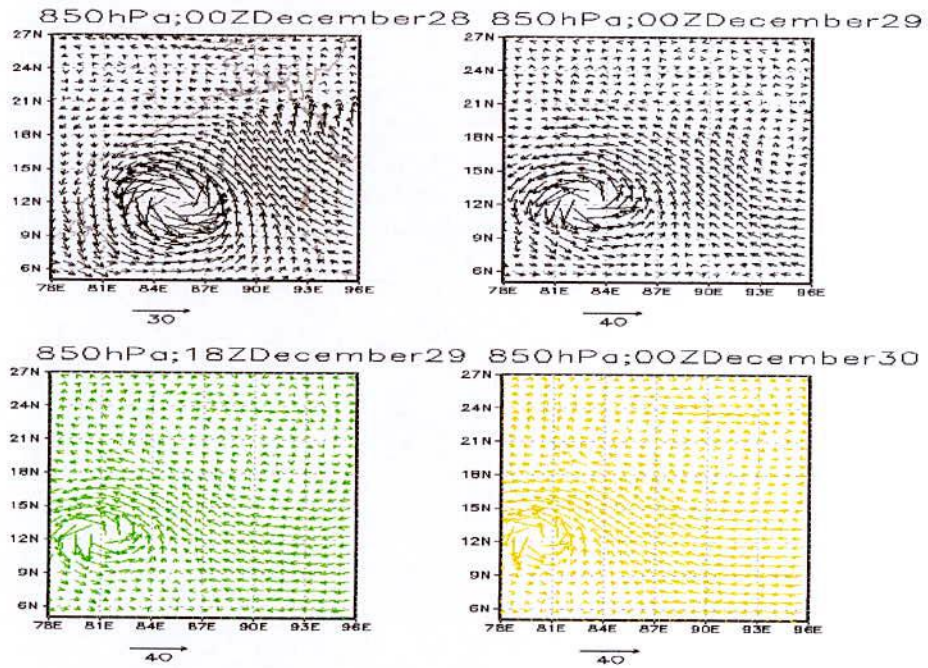 850hPa;00ZDecember28 850hPa;00ZDecember29
27N
24N
21N
18N
15N
12N
9N
6N
78E 81E 84E 87E 90E 93E 96E
30
27N
24N
21N
18N
15N
12N
9N
6N
78E 81E 84E 87E 90E 93E 96E
40
850hPa;18ZDecember29 850hPa;00ZDecember30
27N
24N
21N
18N
15N
12N
9N
6N
78E 81E 84E 87E 90E 93E 96E
40
27N
24N
21N
18N
15N
12N
9N
6N
78E 81E 84E 87E 90E 93E 96E
40